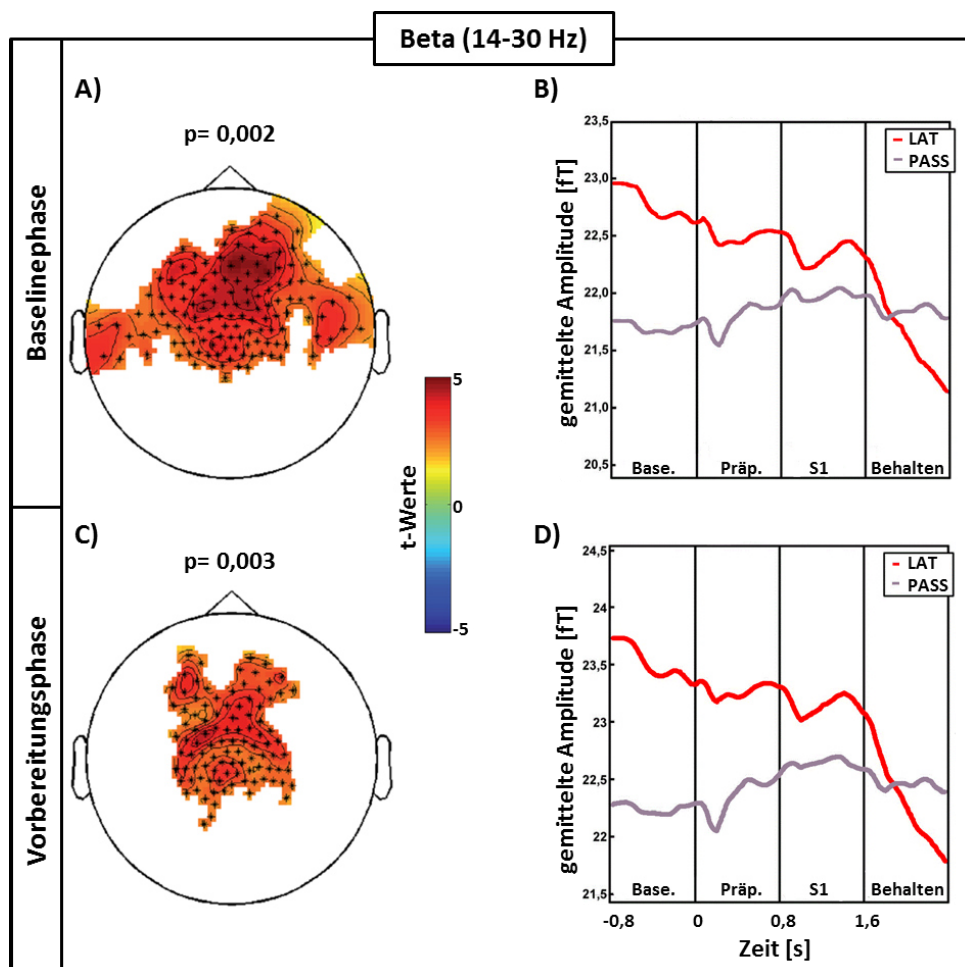 Beta (14-30 Hz)
Baselinephase
A)
p= 0,002
B)
gemittelte Amplitude [fT]
23,5
23,0
22,5
22,0
21,5
21,0
20,5
LAT
PASS
Base.
Präp.
S1
Behalten
t-Werte
5
0
-5
Vorbereitungsphase
C)
p= 0,003
D)
gemittelte Amplitude [fT]
24,5
24
23,5
23
22,5
22
21,5
LAT
PASS
Base.
Präp.
S1
Behalten
-0,8
0
0,8
1,6
Zeit [s]